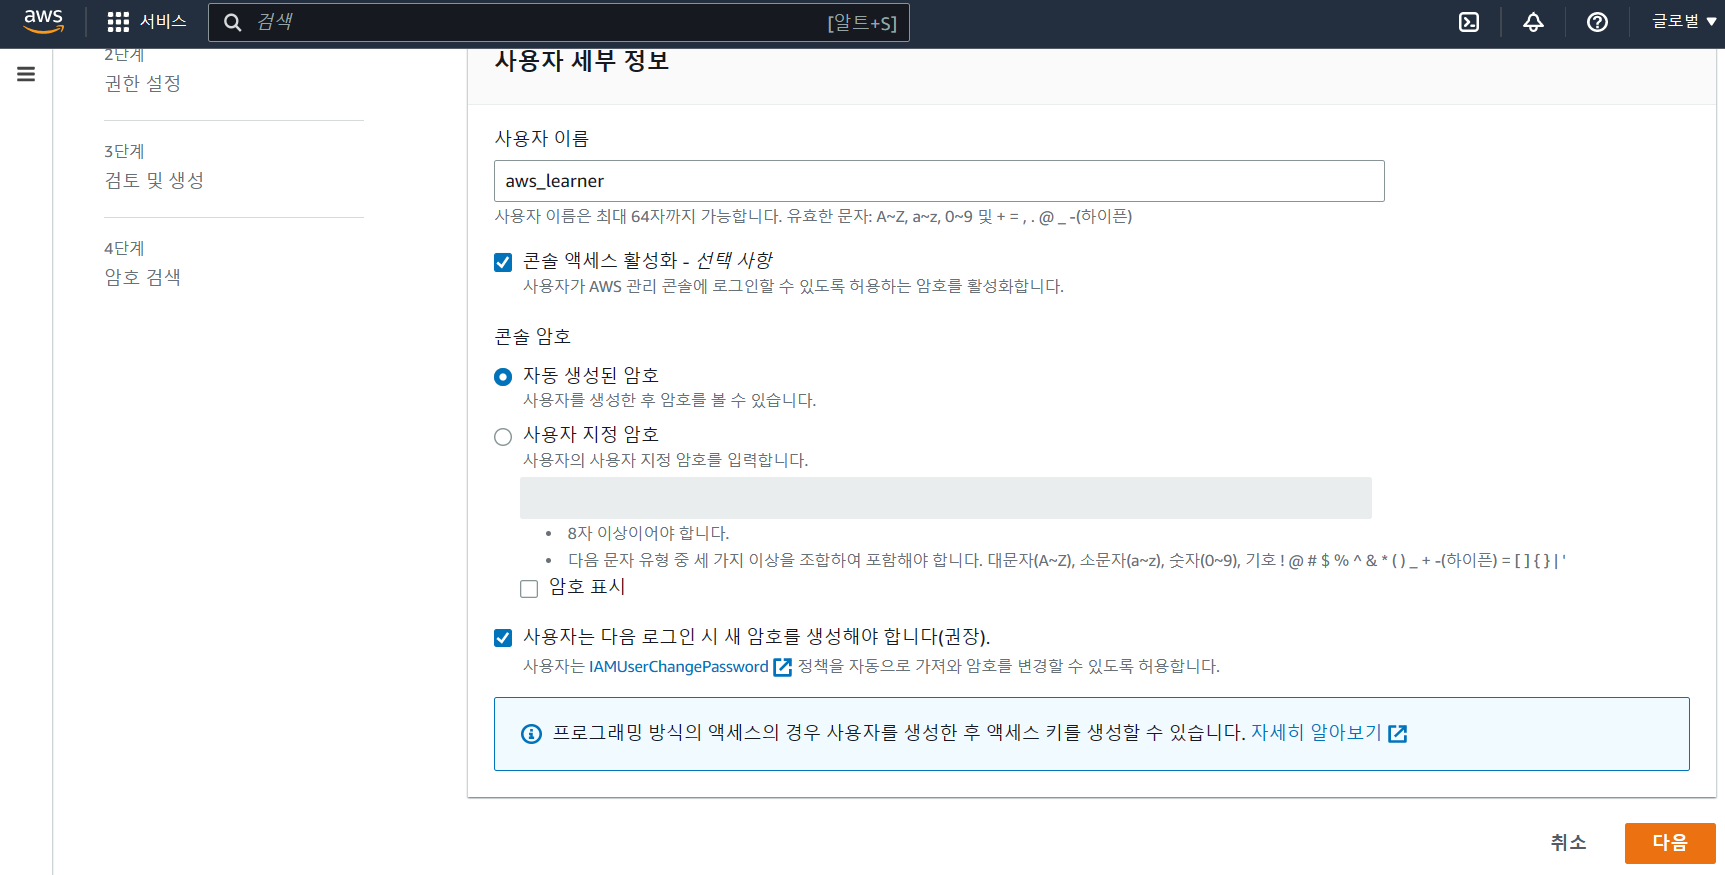 aws
서비스
검색
[알트+S]
글로벌
2단계
권한 설정
3단계
검토 및 생성
4단계
암호 검색
사용자 세부 정보
사용자 이름
aws_learner
사용자 이름은 최대 64자까지 가능합니다. 유효한 문자: A~Z, a~z, 0~9 및 + = , . @ _ -(하이픈)
콘솔 액세스 활성화 - 선택 사항
사용자가 AWS 관리 콘솔에 로그인할 수 있도록 허용하는 암호를 활성화합니다.
콘솔 암호
자동 생성된 암호
사용자를 생성한 후 암호를 볼 수 있습니다.
사용자 지정 암호
사용자의 사용자 지정 암호를 입력합니다.
• 8자 이상이어야 합니다.
• 다음 문자 유형 중 세 가지 이상을 조합하여 포함해야 합니다. 대문자(A~Z), 소문자(a~z), 숫자(0~9), 기호 ! @ # $ % ^ & * ( ) _ + -(하이픈) = [ ] { } | '
암호 표시
사용자는 다음 로그인 시 새 암호를 생성해야 합니다(권장).
사용자는 IAMUserChangePassword 정책을 자동으로 가져와 암호를 변경할 수 있도록 허용합니다.
프로그래밍 방식의 액세스의 경우 사용자를 생성한 후 액세스 키를 생성할 수 있습니다. 자세히 알아보기
취소
다음